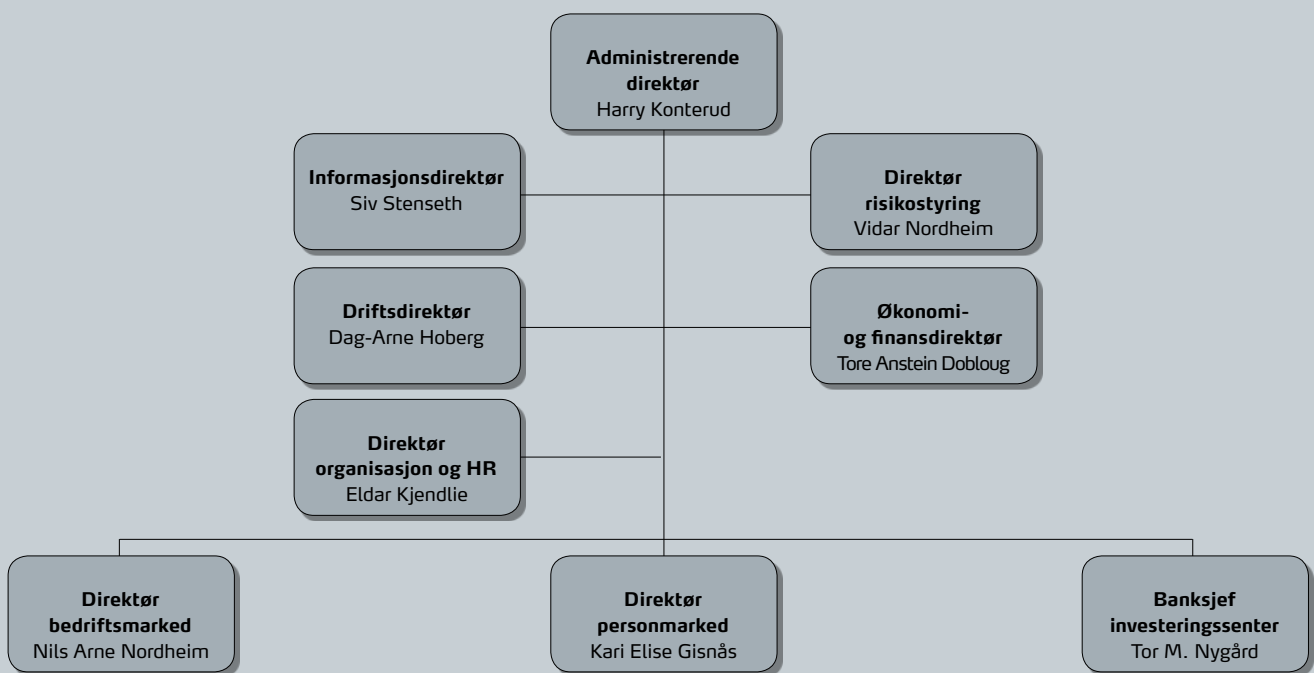 Administrerende
direktør
Harry Konterud
Informasjonsdirektør
Siv Stenseth
Direktør
risikostyring
Vidar Nordheim
Driftsdirektør
Dag-Arne Hoberg
Økonomi-
og finansdirektør
Tore Anstein Dobloug
Direktør
organisasjon og HR
Eldar Kjendlie
Direktør
bedriftsmarked
Nils Arne Nordheim
Direktør
personmarked
Kari Elise Gisnås
Banksjef
investeringssenter
Tor M. Nygård